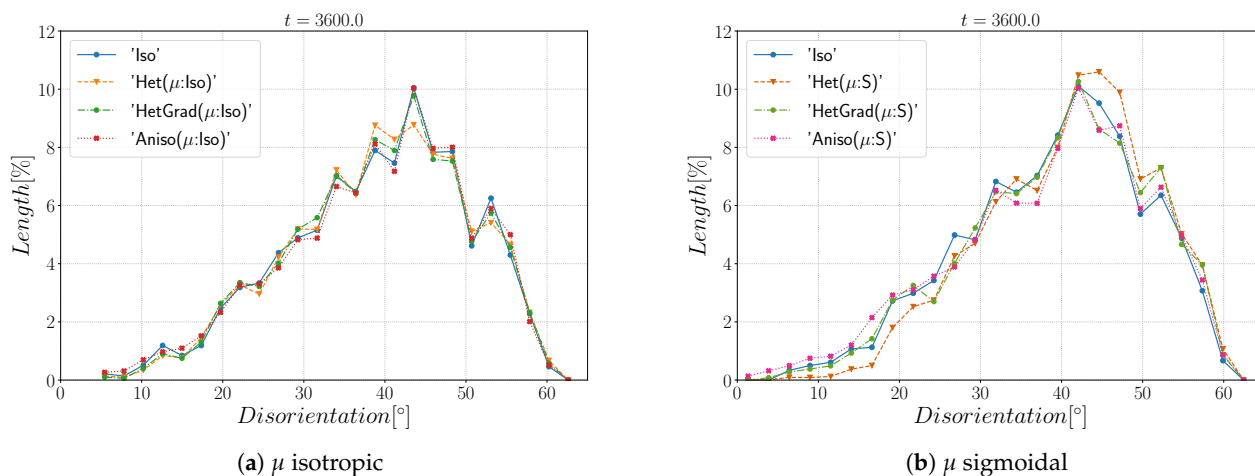 t = 3600.0
12
10
8
6
4
2
0
Length[%]
'Iso'
'Het(μ:Iso)'
'HetGrad(μ:Iso)'
'Aniso(μ:Iso)'
0 10 20 30 40 50 60
Disorientation[°]
(a) μ isotropic
t = 3600.0
12
10
8
6
4
2
0
Length[%]
'Iso'
'Het(μ:S)'
'HetGrad(μ:S)'
'Aniso(μ:S)'
0 10 20 30 40 50 60
Disorientation[°]
(b) μ sigmoidal